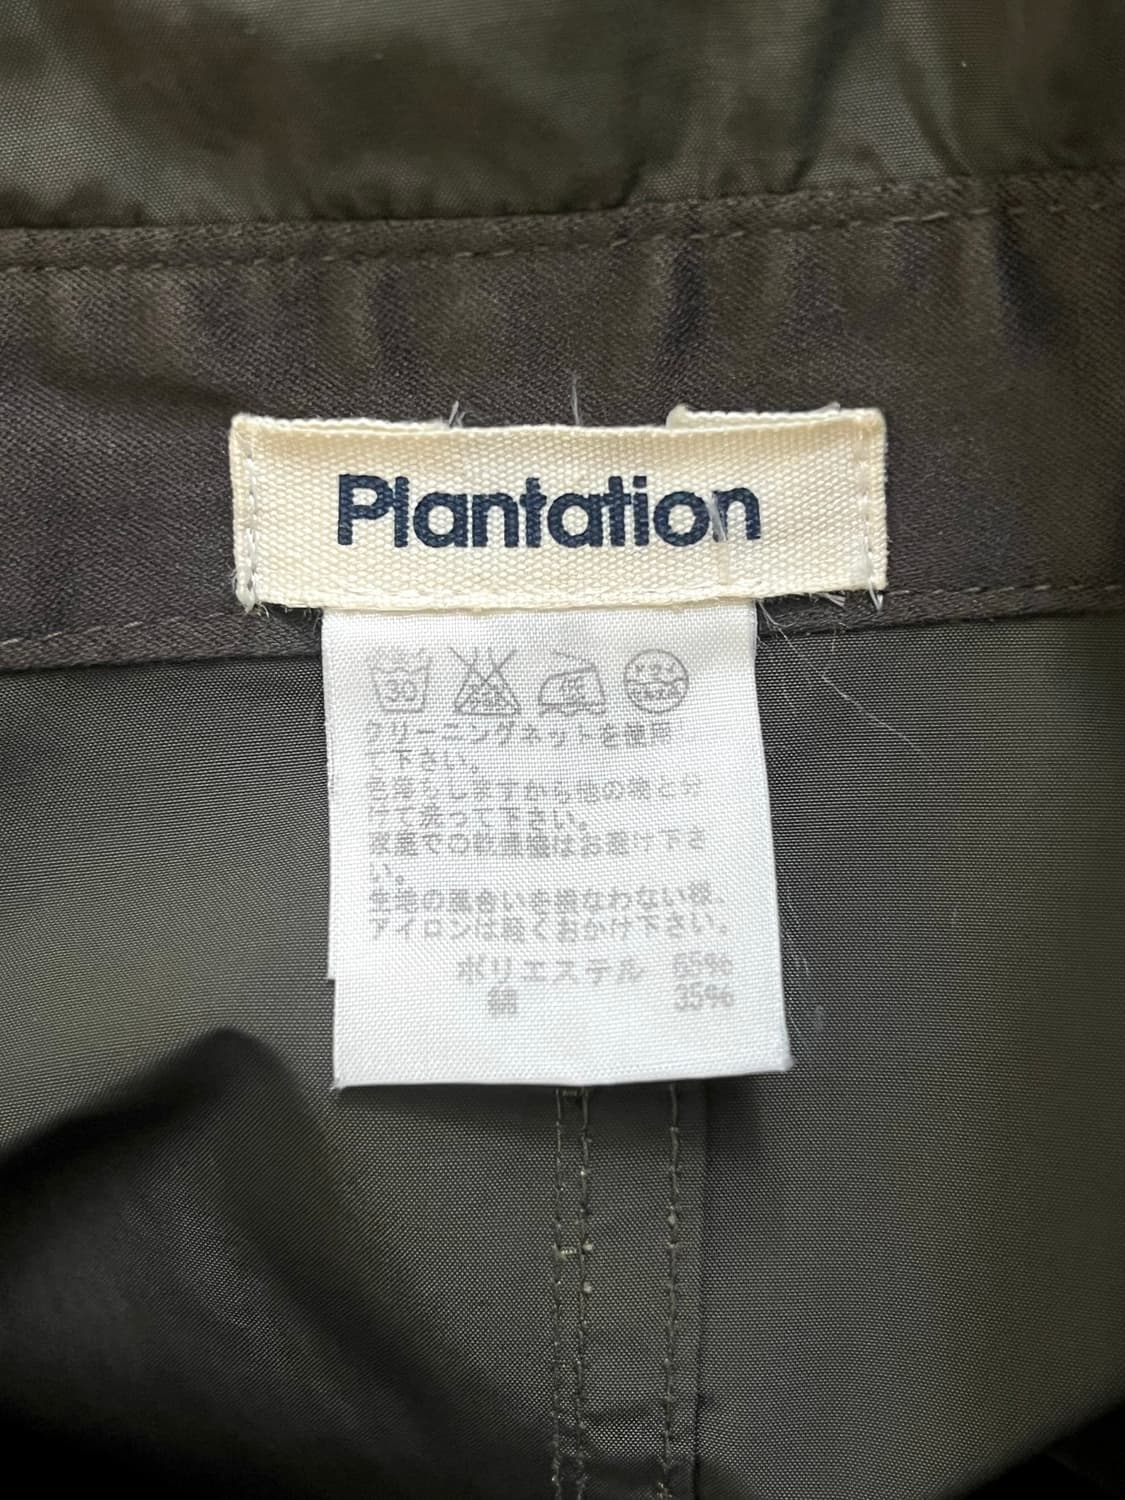 Plantation
30
クリーニングネットを使用
て下さい。
色落ちしますから他の物と分
けて洗って下さい。
家庭での乾燥機はお避け下さ
い。
生地の風合いを損なわない様、
アイロンは軽くおかけ下さい。
ポリエステル 65%
綿 35%